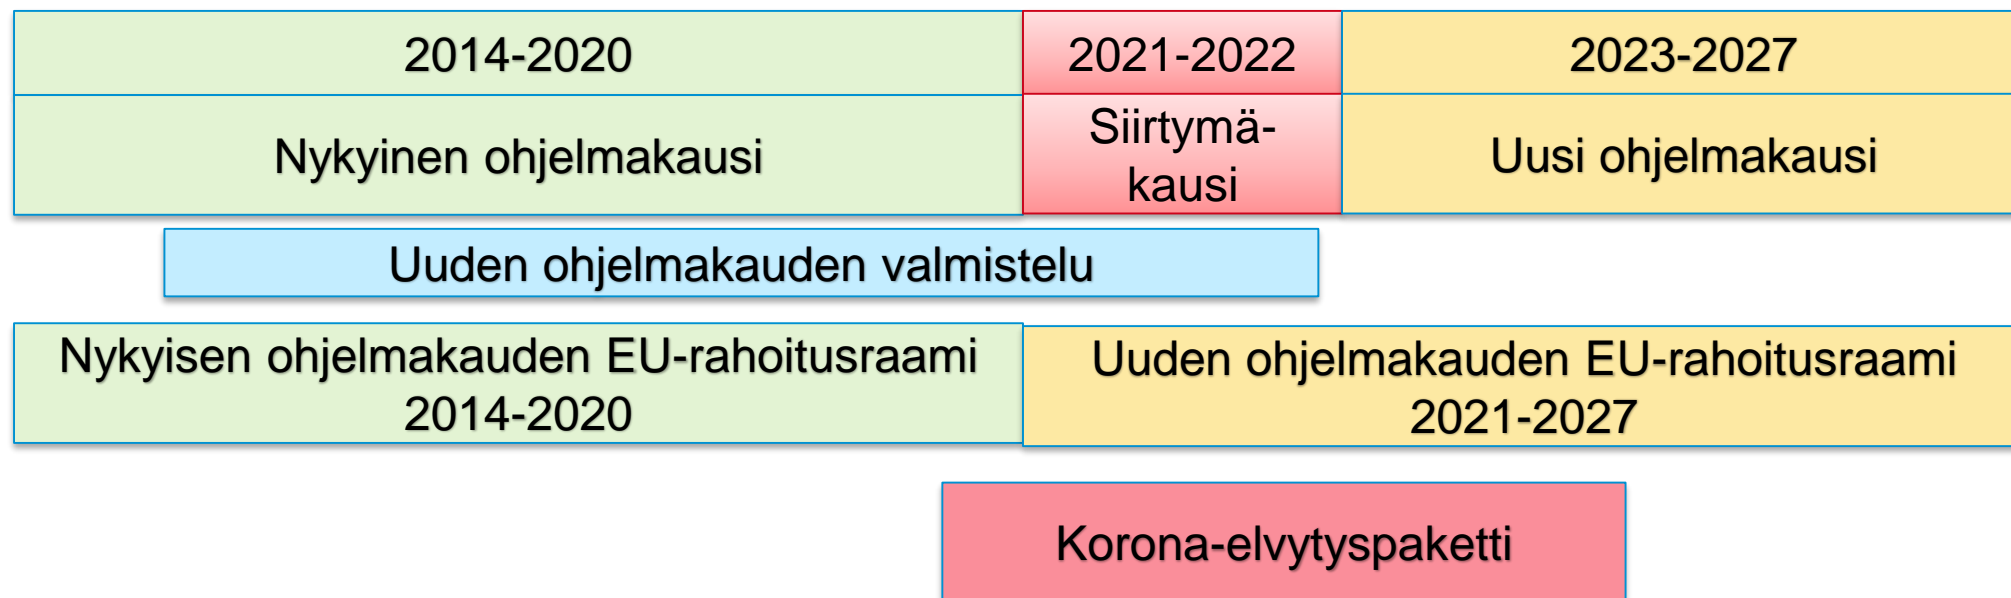 2014-2020
2021-2022
2023-2027
Nykyinen ohjelmakausi
Siirtymä-
kausi
Uusi ohjelmakausi
Uuden ohjelmakauden valmistelu
Nykyisen ohjelmakauden EU-rahoitusraami
2014-2020
Uuden ohjelmakauden EU-rahoitusraami
2021-2027
Korona-elvytyspaketti